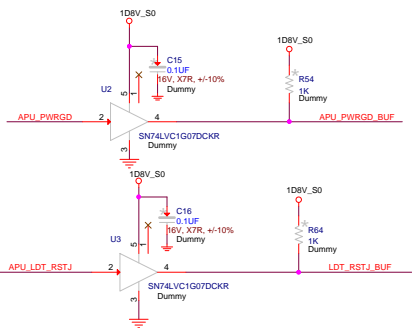 1D8V_S0
1D8V_S0
C15
0.1UF
16V, X7R, +/-10%
Dummy
U2
5
1
R54
1K
Dummy
APU_PWRGD
2
4
APU_PWRGD_BUF
3
SN74LVC1G07DCKR
Dummy
1D8V_S0
1D8V_S0
C16
0.1UF
16V, X7R, +/-10%
Dummy
U3
5
1
R64
1K
Dummy
APU_LDT_RSTJ
2
4
LDT_RSTJ_BUF
3
SN74LVC1G07DCKR
Dummy